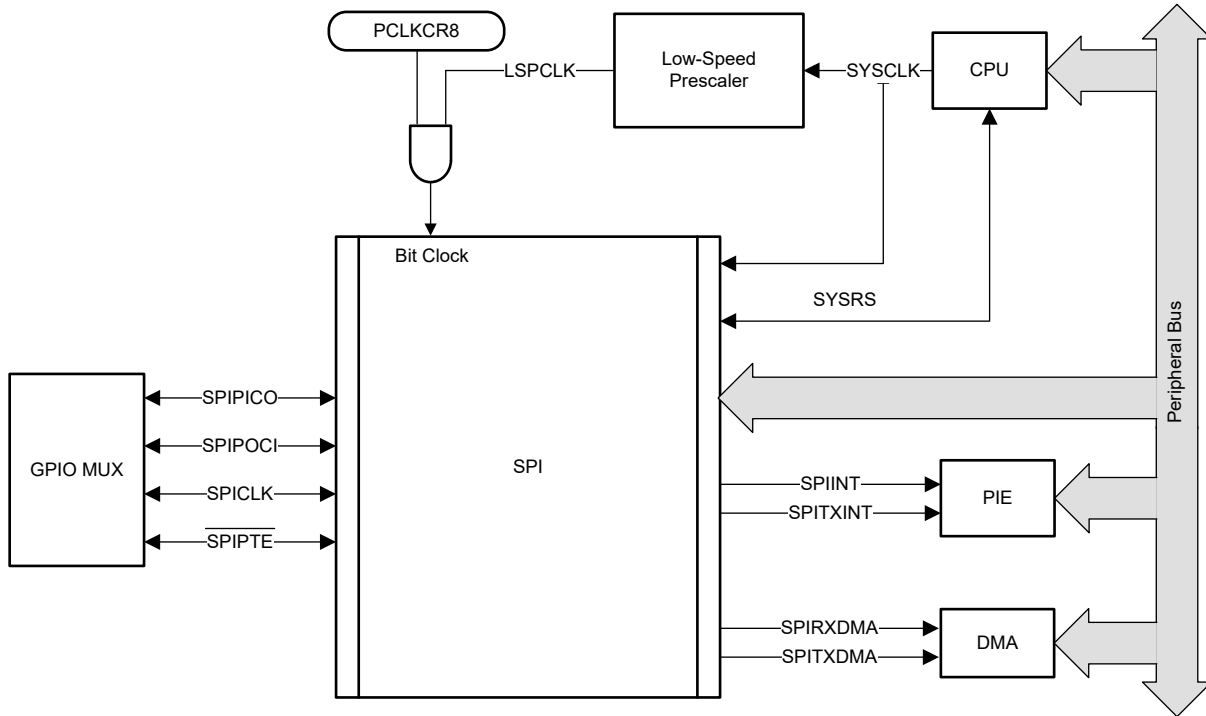 PCLKCR8
LSPCLK
Low-Speed
Prescaler
SYSCLK
CPU
Bit Clock
SYSRS
Peripheral Bus
GPIO MUX
SPIPICO
SPIPOCI
SPICLK
SPIPTE
SPI
SPIINT
SPITXINT
PIE
SPIRXDMA
SPITXDMA
DMA